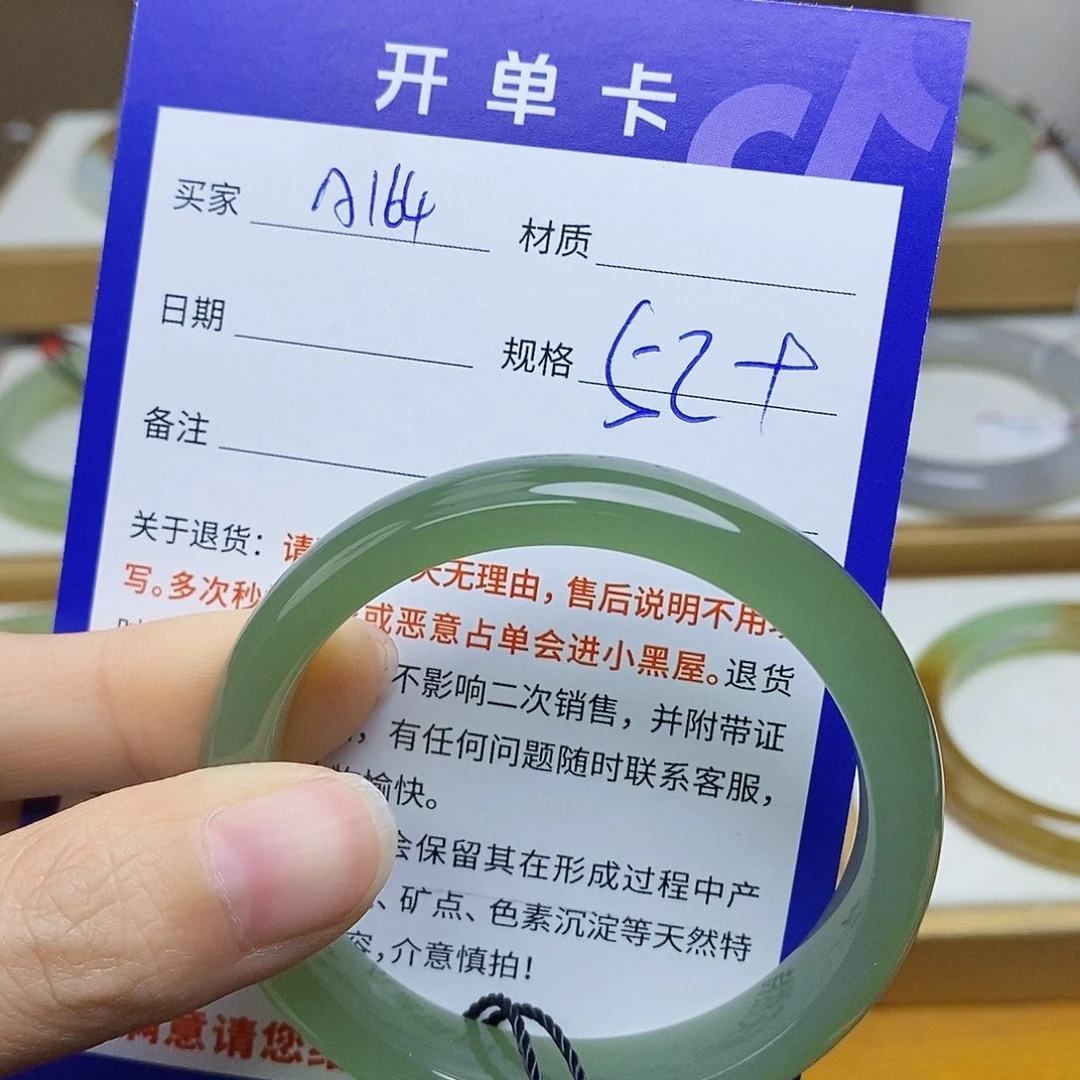 开单卡
买家 A164 材质
日期 规格 52+
备注
关于退货：请 天无理由，售后说明不用
写。多次秒 或恶意占单会进小黑屋。退货
不影响二次销售，并附带证
，有任何问题随时联系客服，
愉快。
会保留其在形成过程中产
、矿点、色素沉淀等天然特
容，介意慎拍！
满意请您给